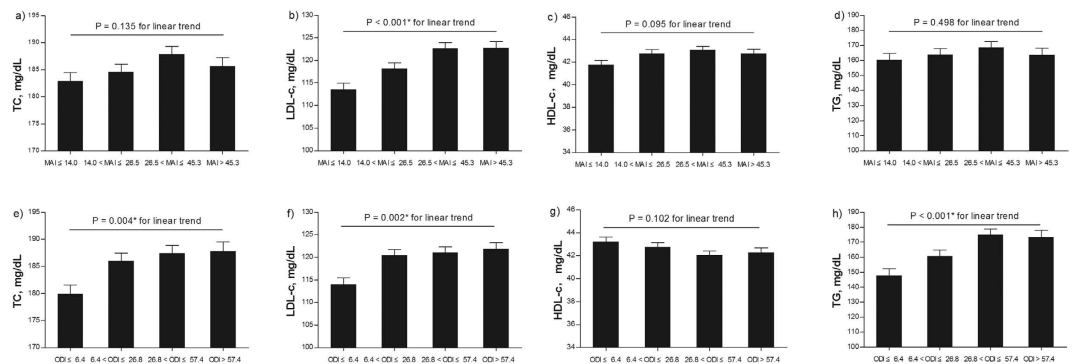 a)
P = 0.135 for linear trend
TC, mg/dL
195
190
185
180
175
170
MAI ≤ 14.0 14.0 < MAI ≤ 26.5 26.5 < MAI ≤ 45.3 MAI > 45.3
b)
P < 0.001* for linear trend
LDL-c, mg/dL
130
125
120
115
110
105
100
MAI ≤ 14.0 14.0 < MAI ≤ 26.5 26.5 < MAI ≤ 45.3 MAI > 45.3
c)
P = 0.095 for linear trend
HDL-c, mg/dL
48
46
44
42
40
38
36
34
MAI ≤ 14.0 14.0 < MAI ≤ 26.5 26.5 < MAI ≤ 45.3 MAI > 45.3
d)
P = 0.498 for linear trend
TG, mg/dL
180
170
160
150
140
130
120
110
100
MAI ≤ 14.0 14.0 < MAI ≤ 26.5 26.5 < MAI ≤ 45.3 MAI > 45.3
e)
P = 0.004* for linear trend
TC, mg/dL
195
190
185
180
175
170
ODI ≤ 6.4 6.4 < ODI ≤ 26.8 26.8 < ODI ≤ 57.4 ODI > 57.4
f)
P = 0.002* for linear trend
LDL-c, mg/dL
130
125
120
115
110
105
100
ODI ≤ 6.4 6.4 < ODI ≤ 26.8 26.8 < ODI ≤ 57.4 ODI > 57.4
g)
P = 0.102 for linear trend
HDL-c, mg/dL
48
46
44
42
40
38
36
34
ODI ≤ 6.4 6.4 < ODI ≤ 26.8 26.8 < ODI ≤ 57.4 ODI > 57.4
h)
P < 0.001* for linear trend
TG, mg/dL
180
170
160
150
140
130
120
110
100
ODI ≤ 6.4 6.4 < ODI ≤ 26.8 26.8 < ODI ≤ 57.4 ODI > 57.4